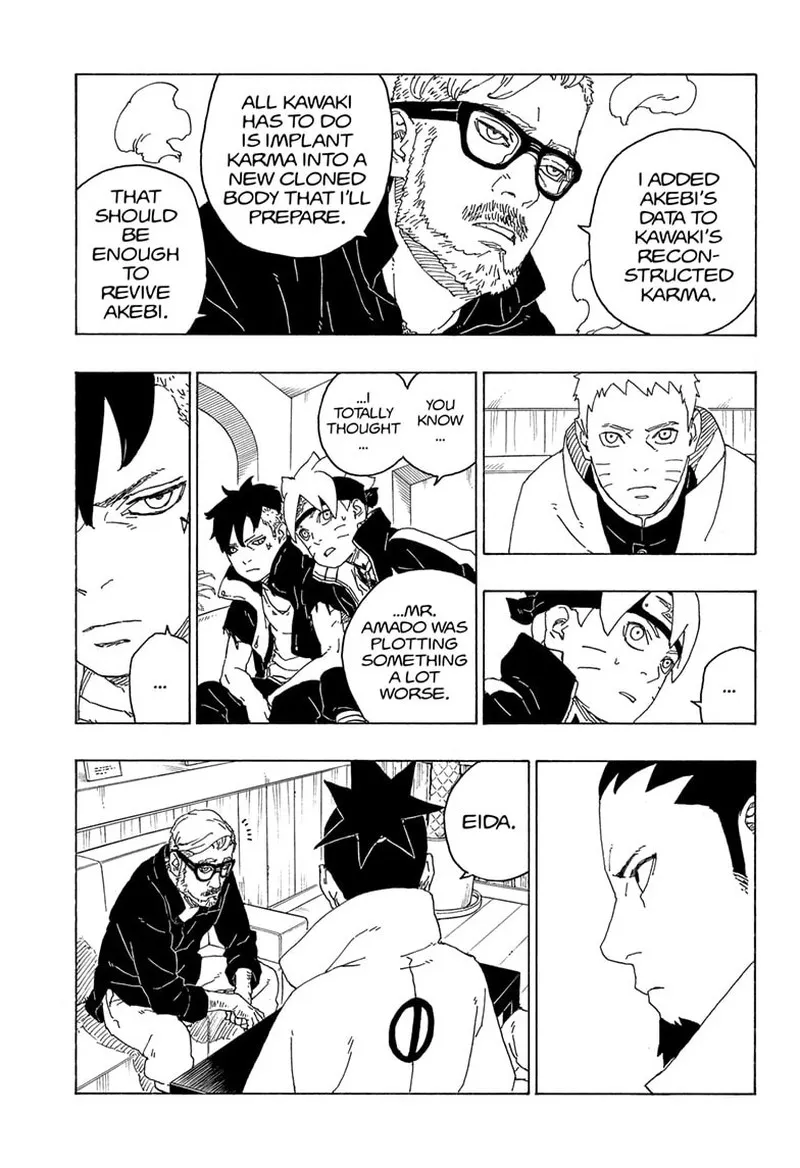 I ADDED
AKEBI'S
DATA TO
KAWAKI'S
RECON-
STRUCTED
KARMA.
ALL KAWAKI
HAS TO DO
IS IMPLANT
KARMA INTO A
NEW CLONED
BODY THAT I'LL
PREPARE.
THAT
SHOULD
BE
ENOUGH
TO
REVIVE
AKEBI.
YOU
KNOW
...
...I
TOTALLY
THOUGHT
...
...MR.
AMADO WAS
PLOTTING
SOMETHING
A LOT
WORSE.
...
...
EIDA.